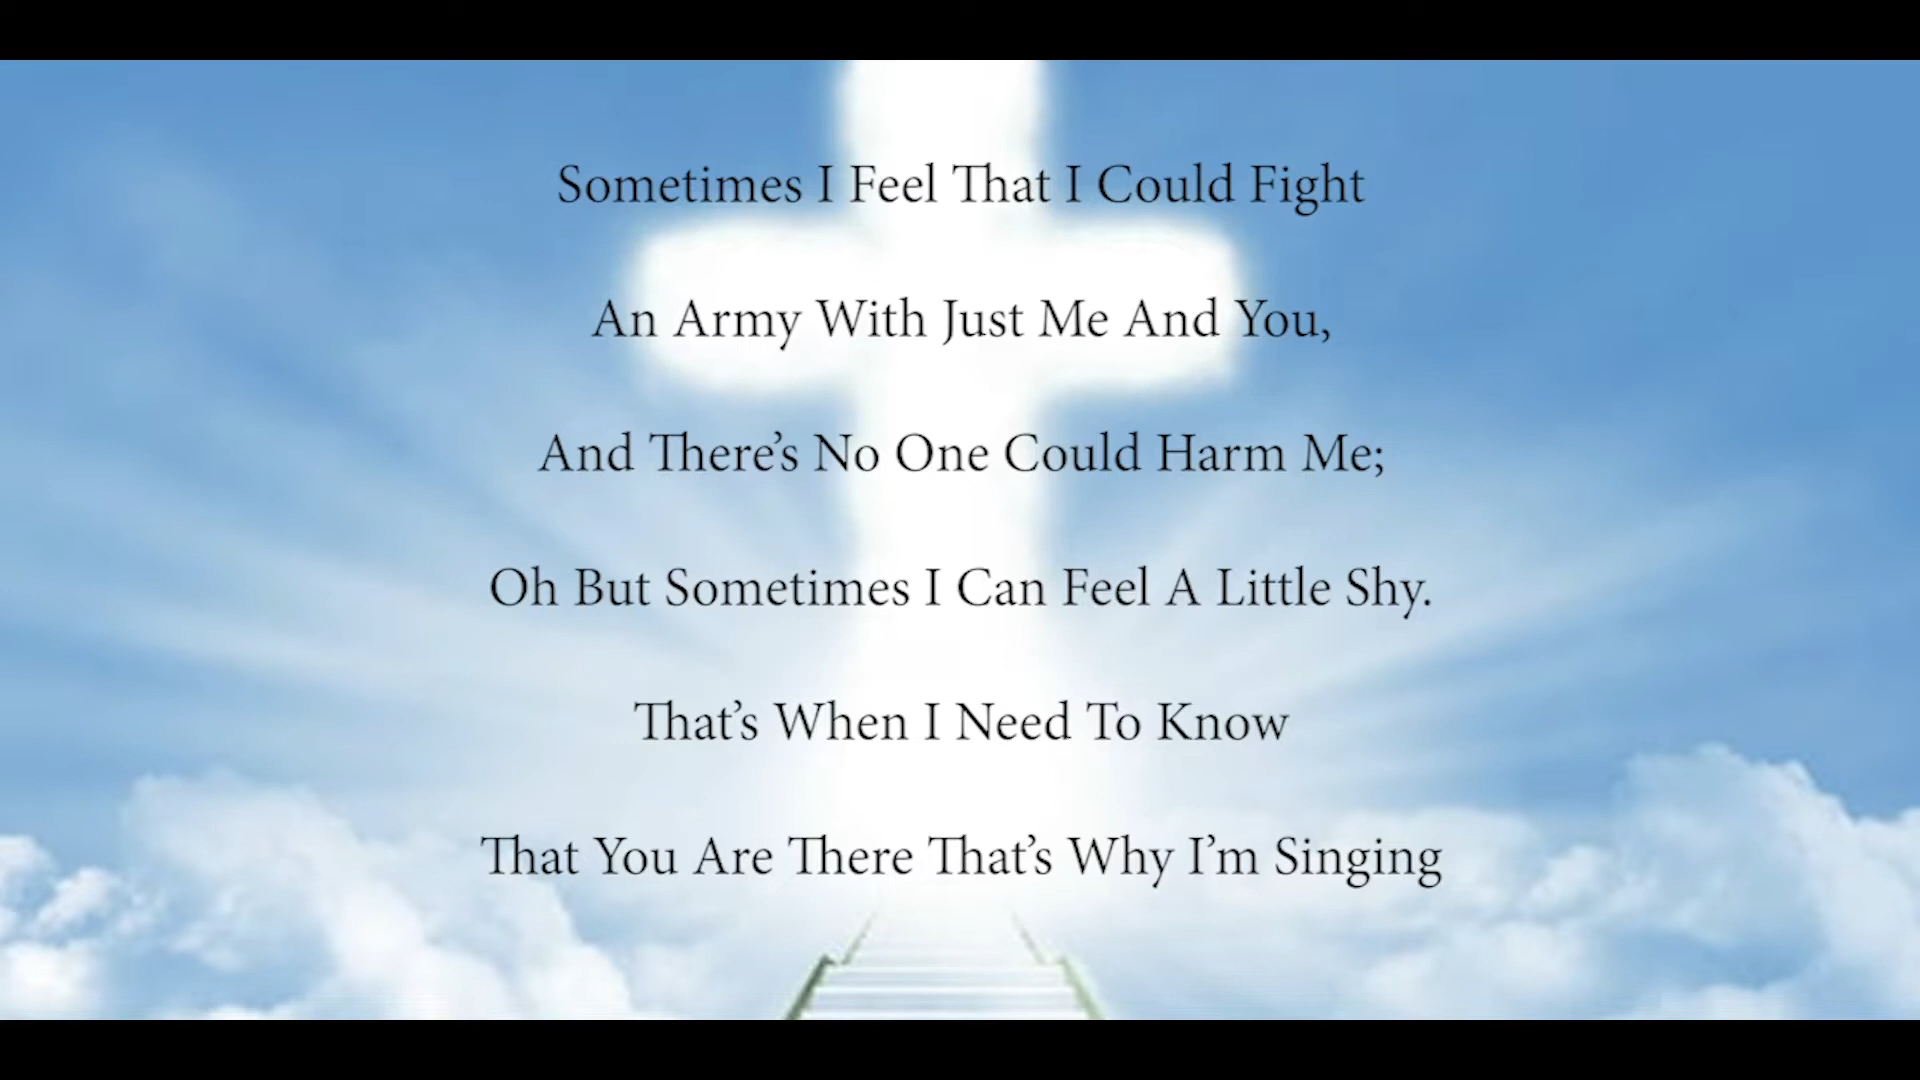 Sometimes I Feel That I Could Fight
An Army With Just Me And You,
And There’s No One Could Harm Me;
Oh But Sometimes I Can Feel A Little Shy.
That’s When I Need To Know
That You Are There That’s Why I’m Singing